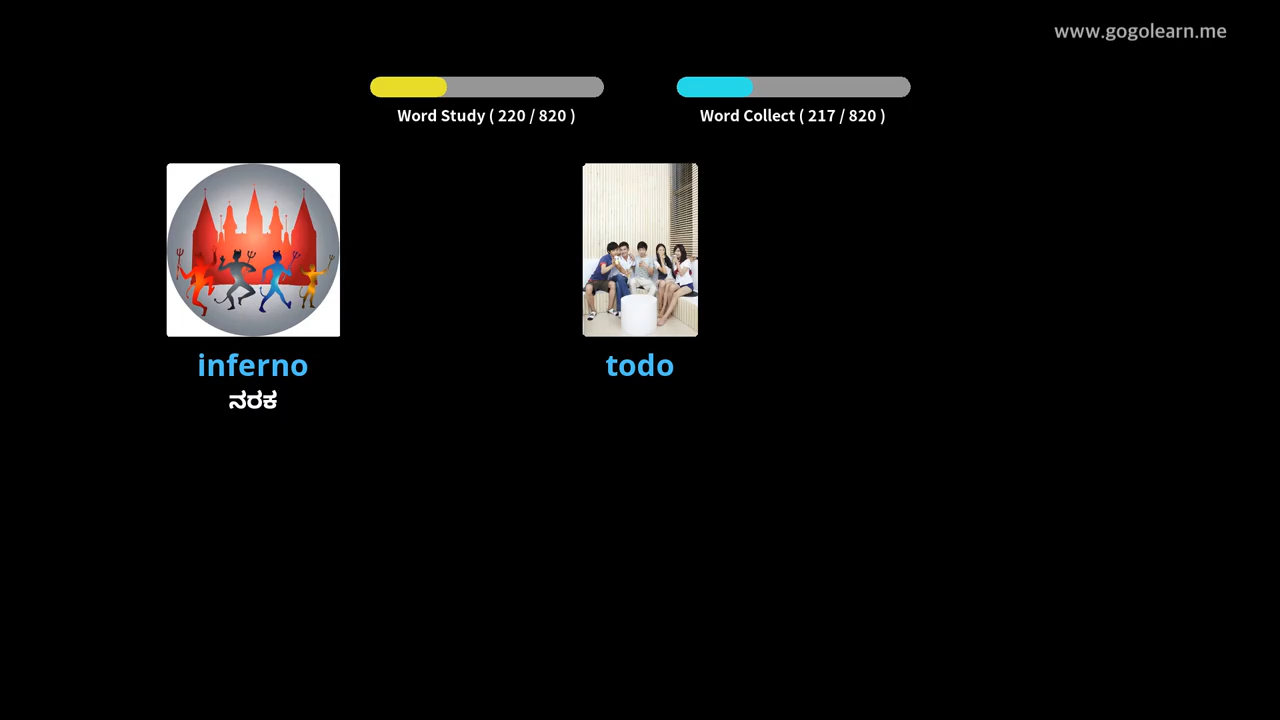 www.gogolearn.me
Word Study ( 220 / 820 )
Word Collect ( 217 / 820 )
inferno
ನರಕ
todo